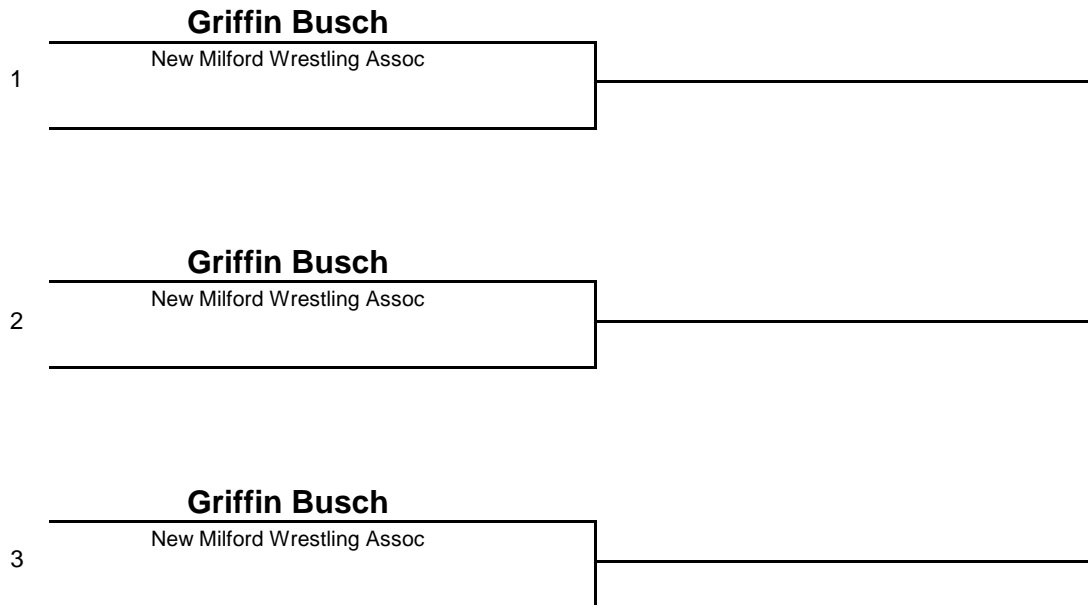 Griffin Busch
New Milford Wrestling Assoc
1
Griffin Busch
New Milford Wrestling Assoc
2
Griffin Busch
New Milford Wrestling Assoc
3